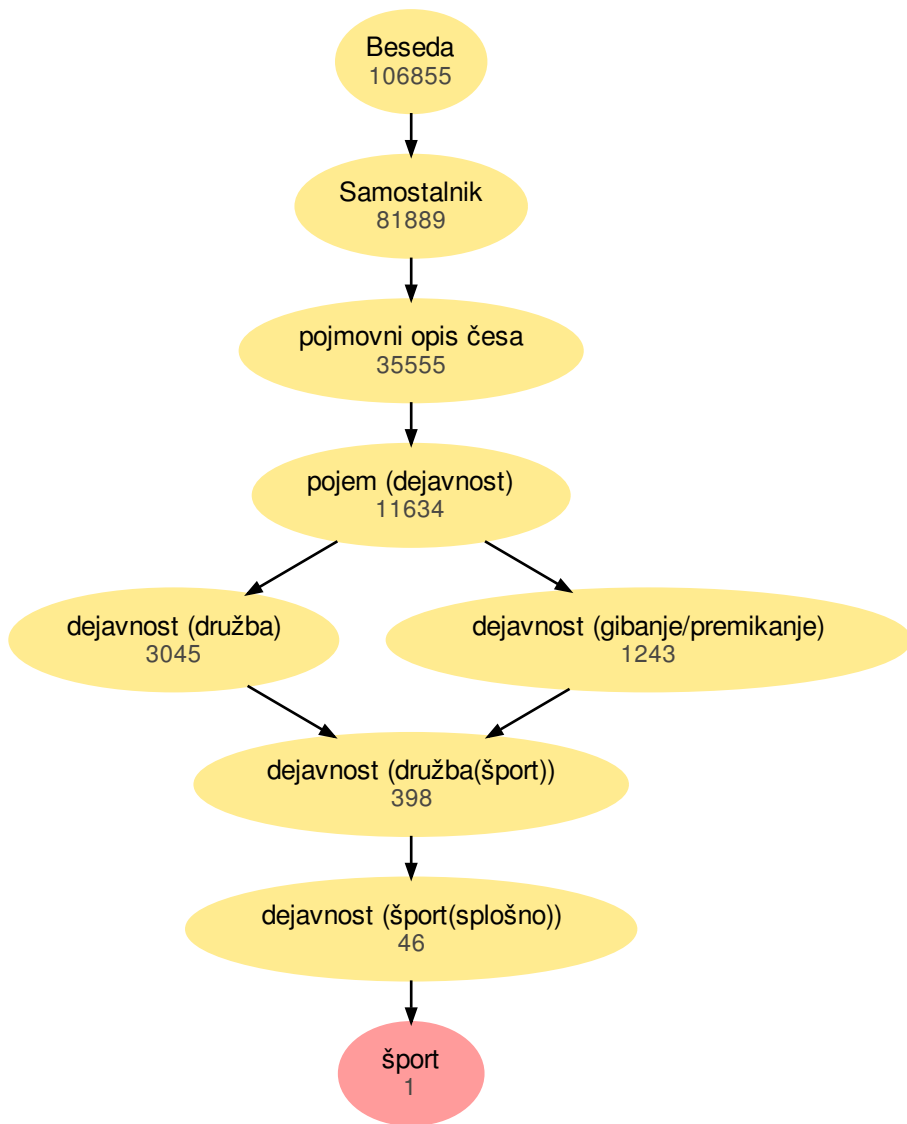 Beseda
106855
Samostalnik
81889
pojmovni opis česa
35555
pojem (dejavnost)
11634
dejavnost (družba)
3045
dejavnost (gibanje/premikanje)
1243
dejavnost (družba(šport))
398
dejavnost (šport(splošno))
46
šport
1